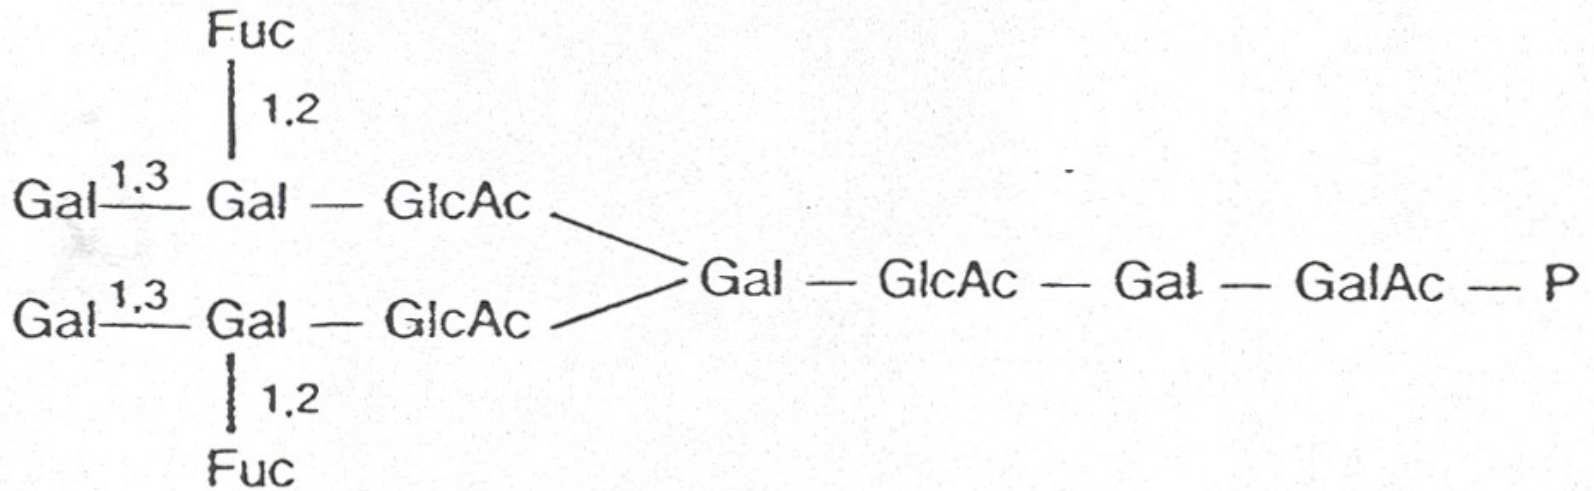 Fuc
1,2
Gal 1,3 Gal — GlcAc
Gal — GlcAc — Gal — GalAc — P
Gal 1,3 Gal — GlcAc
1,2
Fuc